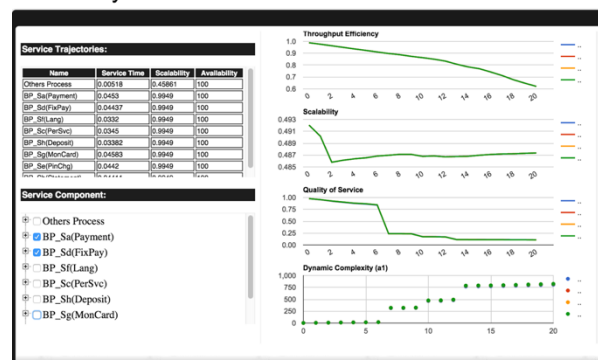 Service Trajectories:
Name Service Time Scalability Availability
Others Process 0.00518 0.45861 100
BP_Sa(Payment) 0.0453 0.9949 100
BP_Sd(FixPay) 0.04437 0.9949 100
BP_Sf(Lang) 0.0332 0.9949 100
BP_Sc(PerSvc) 0.0345 0.9949 100
BP_Sh(Deposit) 0.03382 0.9949 100
BP_Sg(MonCard) 0.04583 0.9949 100
BP_Se(PinChg) 0.0442 0.9949 100
Service Component:
Others Process
BP_Sa(Payment)
BP_Sd(FixPay)
BP_Sf(Lang)
BP_Sc(PerSvc)
BP_Sh(Deposit)
BP_Sg(MonCard)
Throughput Efficiency
1.0
0.9
0.8
0.7
0.6
0 2 4 6 8 10 12 14 16 18 20
..
..
..
..
Scalability
0.493
0.491
0.489
0.487
0.485
0 2 4 6 8 10 12 14 16 18 20
..
..
..
..
Quality of Service
1.00
0.75
0.50
0.25
0.00
0 2 4 6 8 10 12 14 16 18 20
..
..
..
..
Dynamic Complexity (a1)
1,000
750
500
250
0
0 5 10 15 20
..
..
..
..